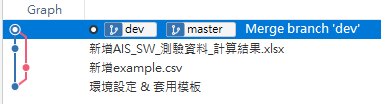 Graph
dev master Merge branch 'dev'
新增AIS_SW_測驗資料_計算結果.xlsx
新增example.csv
環境設定 & 套用模板